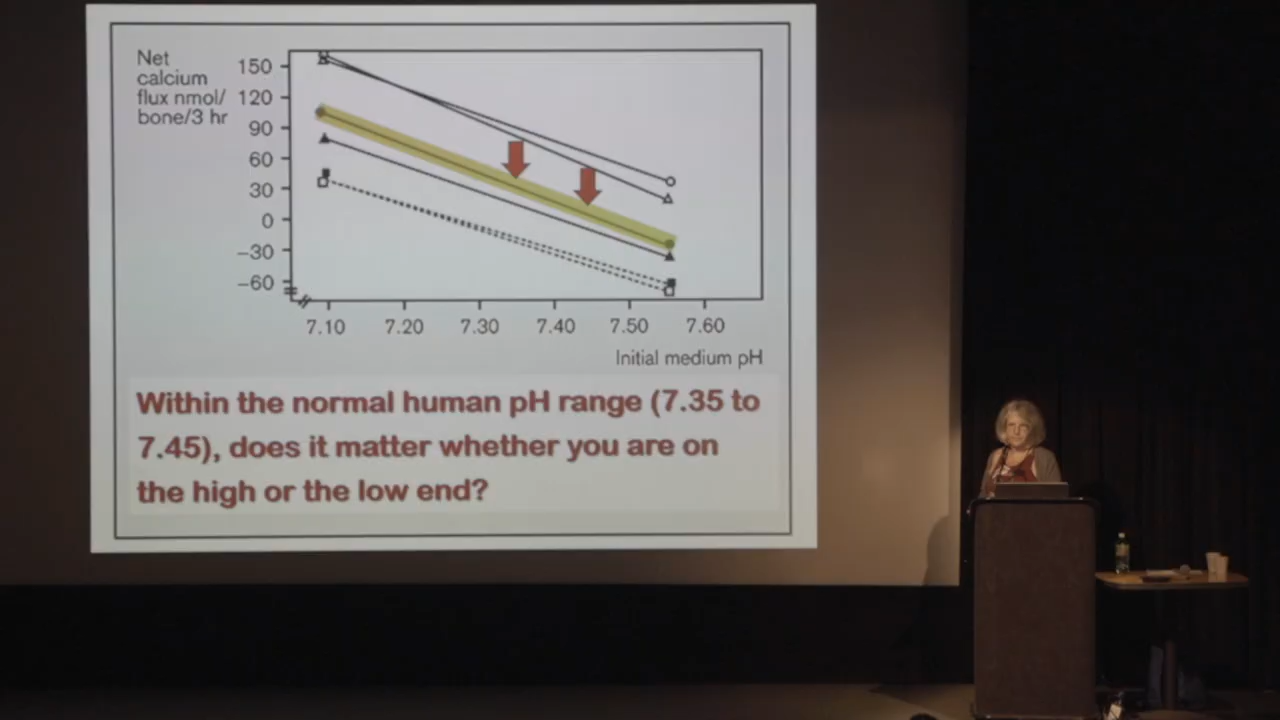 Net
calcium
flux nmol/
bone/3 hr
150
120
90
60
30
0
−30
−60
7.10 7.20 7.30 7.40 7.50 7.60
Initial medium pH
Within the normal human pH range (7.35 to
7.45), does it matter whether you are on
the high or the low end?